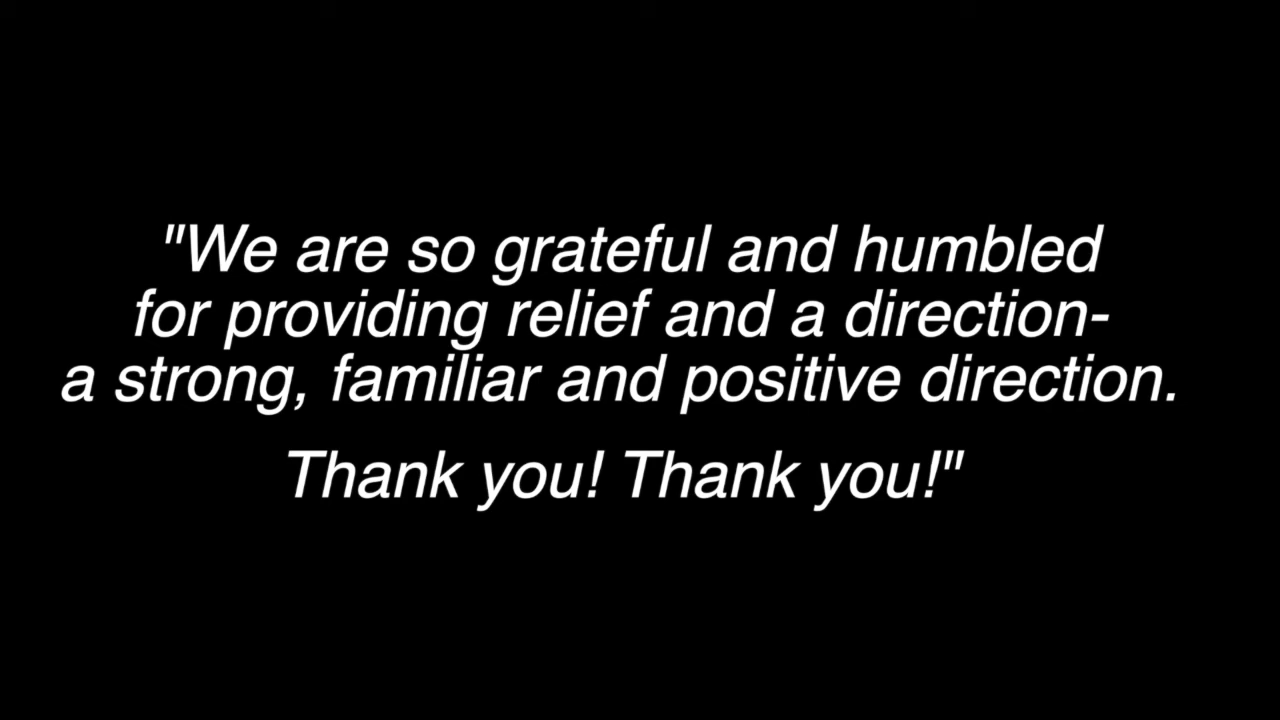 "We are so grateful and humbled
for providing relief and a direction-
a strong, familiar and positive direction.
Thank you! Thank you!"